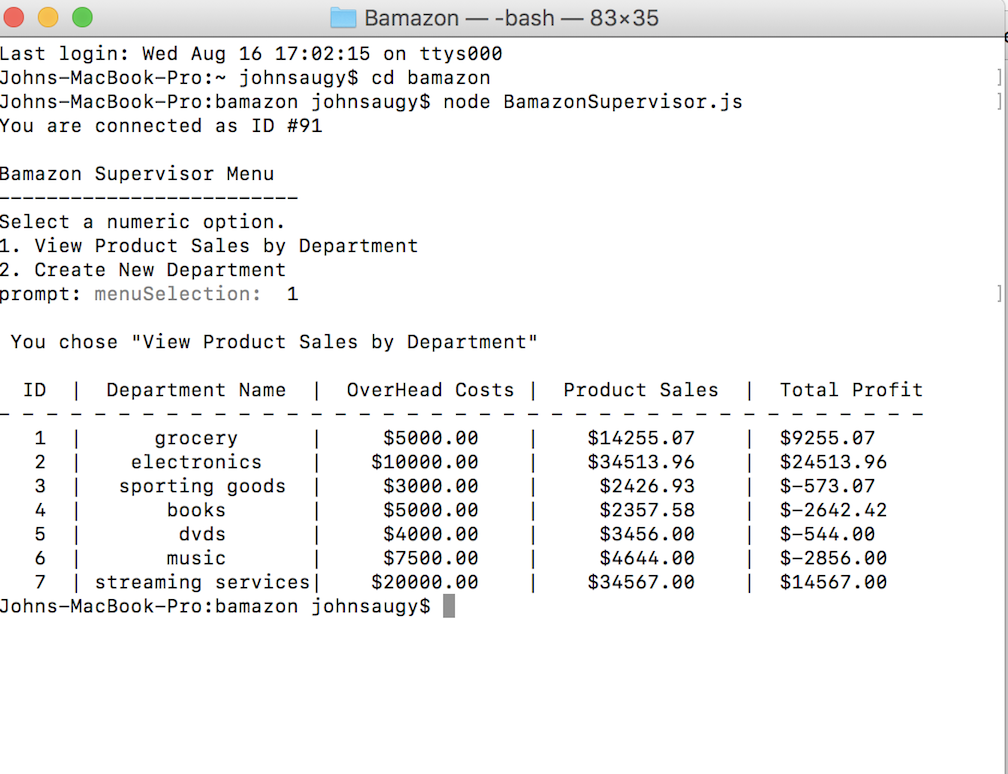 Bamazon — -bash — 83×35
Last login: Wed Aug 16 17:02:15 on ttys000
Johns-MacBook-Pro:~ johnsaugy$ cd bamazon
Johns-MacBook-Pro:bamazon johnsaugy$ node BamazonSupervisor.js
You are connected as ID #91
Bamazon Supervisor Menu
-------------------------
Select a numeric option.
1. View Product Sales by Department
2. Create New Department
prompt: menuSelection:  1
You chose "View Product Sales by Department"
ID | Department Name | OverHead Costs | Product Sales | Total Profit
- - - - - - - - - - - - - - - - - - - - - - - - - - - - - - - - - - - - - - -
1 | grocery | $5000.00 | $14255.07 | $9255.07
2 | electronics | $10000.00 | $34513.96 | $24513.96
3 | sporting goods | $3000.00 | $2426.93 | $-573.07
4 | books | $5000.00 | $2357.58 | $-2642.42
5 | dvds | $4000.00 | $3456.00 | $-544.00
6 | music | $7500.00 | $4644.00 | $-2856.00
7 | streaming services| $20000.00 | $34567.00 | $14567.00
Johns-MacBook-Pro:bamazon johnsaugy$